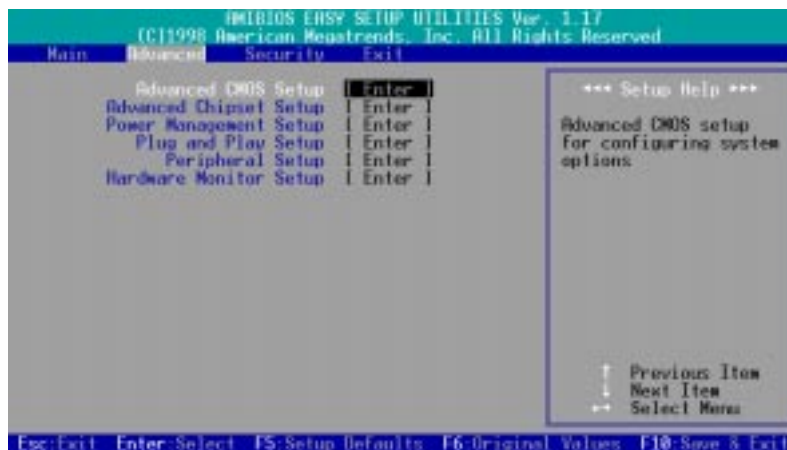 AMIBIOS EASY SETUP UTILITIES Ver. 1.17
(C)1998 American Megatrends, Inc. All Rights Reserved
Main Advanced Security Exit
Advanced CMOS Setup [ Enter ]
Advanced Chipset Setup [ Enter ]
Power Management Setup [ Enter ]
Plug and Play Setup [ Enter ]
Peripheral Setup [ Enter ]
Hardware Monitor Setup [ Enter ]
*** Setup Help ***
Advanced CMOS setup
for configuring system
options
↑ Previous Item
↓ Next Item
↔ Select Menu
Esc:Exit Enter:Select F5:Setup Defaults F6:Original Values F10:Save & Exit